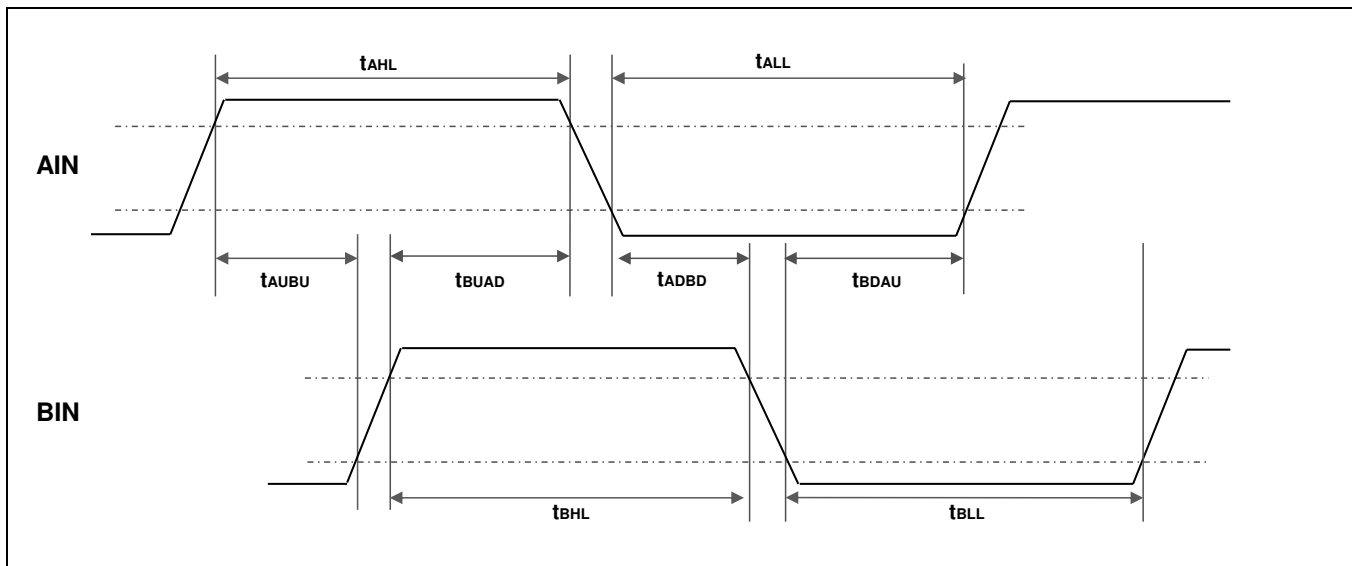 tAHL
tALL
AIN
tAUBU
tBUAD
tADBD
tBDAU
BIN
tBHL
tBLL